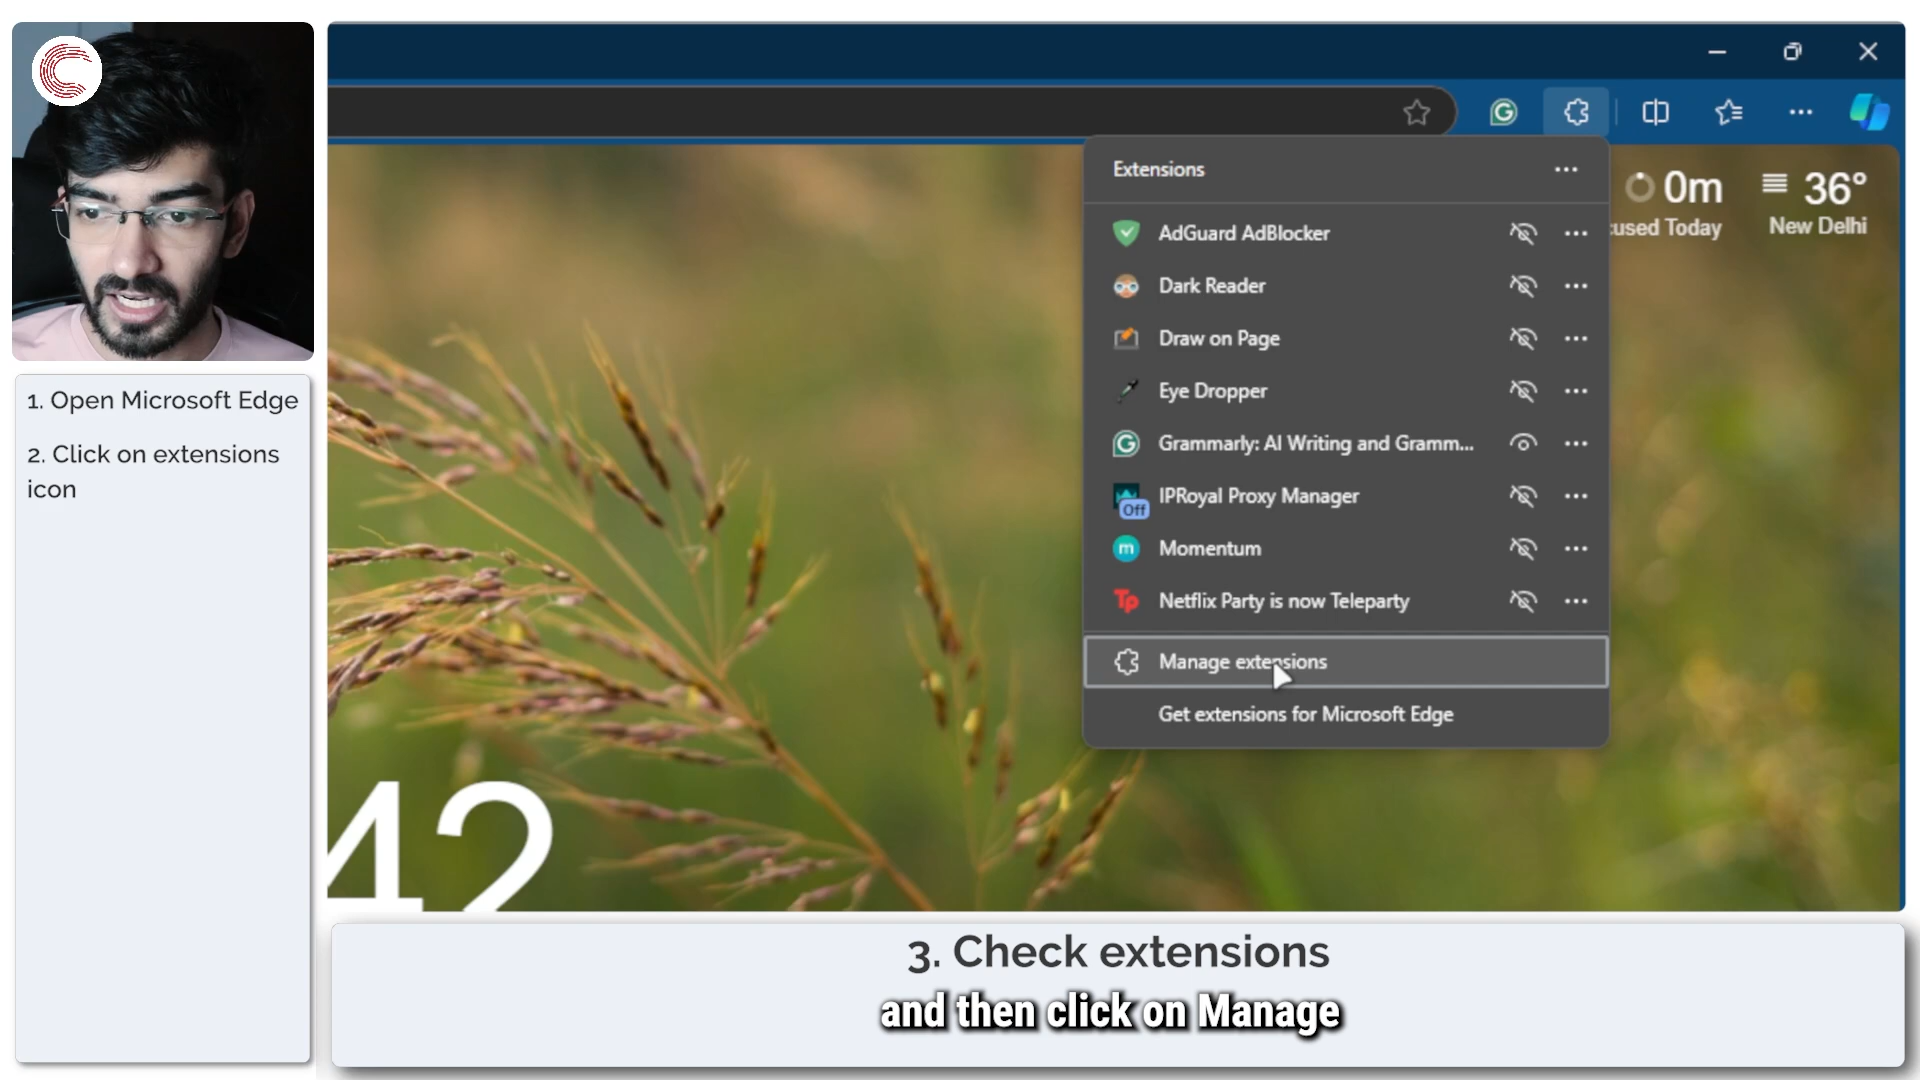 1. Open Microsoft Edge
2. Click on extensions
icon
Extensions
AdGuard AdBlocker
Dark Reader
Draw on Page
Eye Dropper
Grammarly: AI Writing and Gramm...
IPRoyal Proxy Manager
Off
Momentum
m
Netflix Party is now Teleparty
Tp
Manage extensions
Get extensions for Microsoft Edge
0m
Today
36°
New Delhi
42
3. Check extensions
and then click on Manage